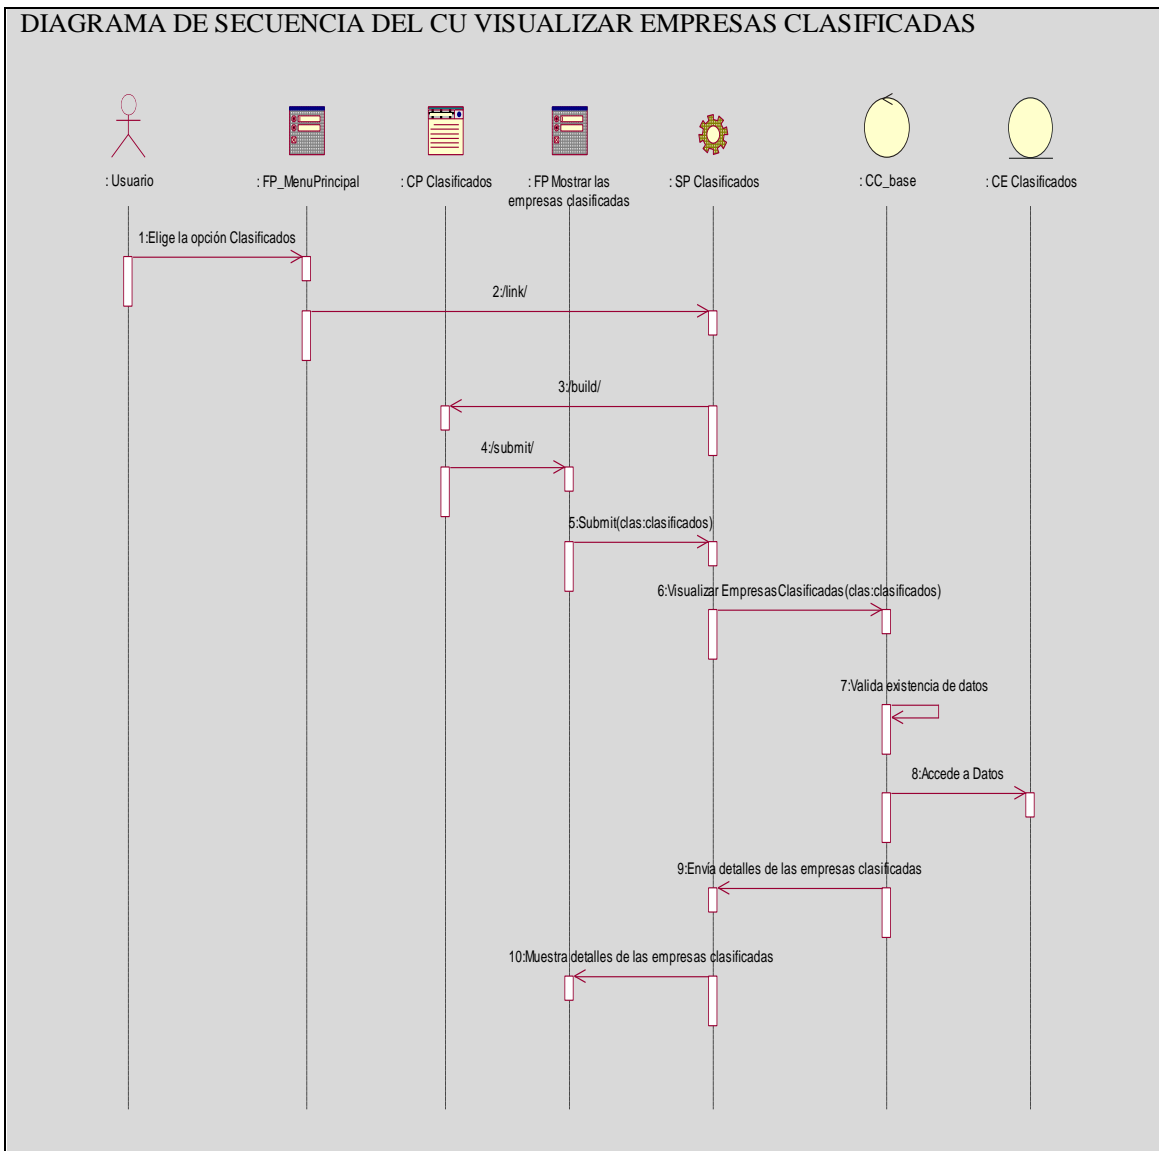 DIAGRAMA DE SECUENCIA DEL CU VISUALIZAR EMPRESAS CLASIFICADAS
: Usuario
: FP_MenuPrincipal
: CP Clasificados
: FP Mostrar las
empresas clasificadas
: SP Clasificados
: CC_base
: CE Clasificados
1:Elige la opción Clasificados
2:/link/
3:/build/
4:/submit/
5:Submit(clas:clasificados)
6:Visualizar EmpresasClasificadas(clas:clasificados)
7:Valida existencia de datos
8:Accede a Datos
9:Envía detalles de las empresas clasificadas
10:Muestra detalles de las empresas clasificadas